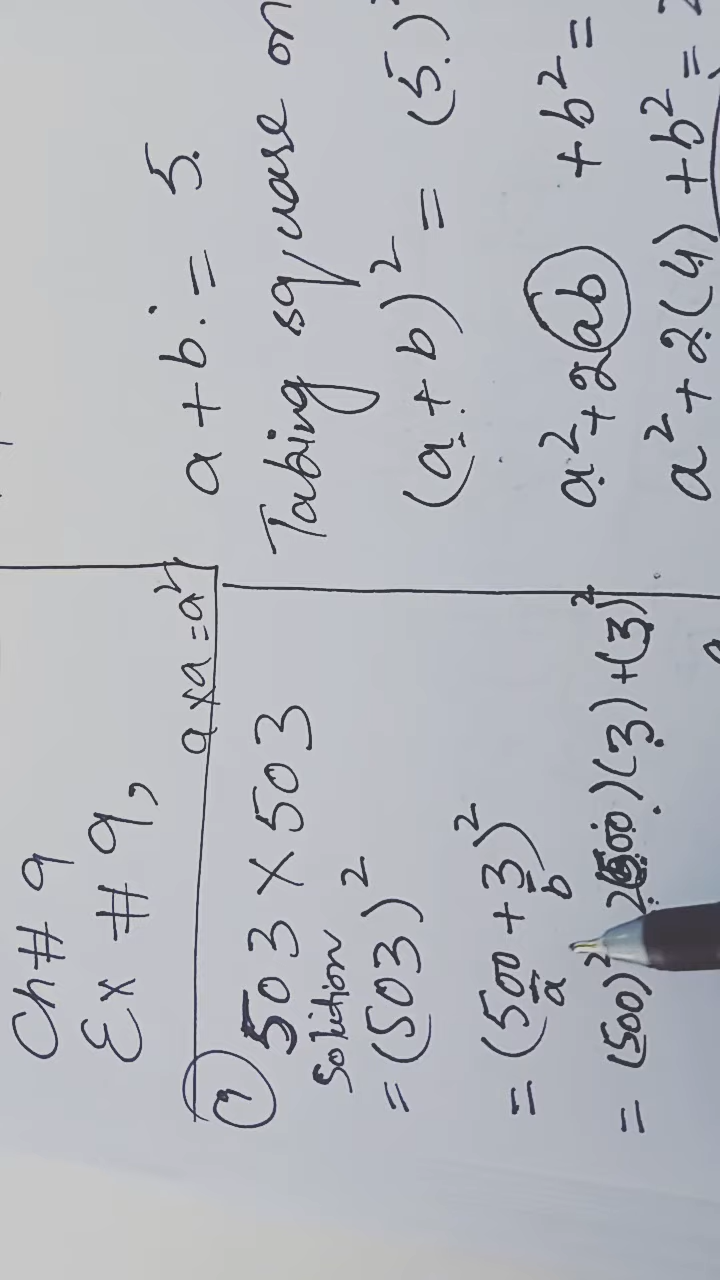 Ch # 9
Ex # 9,
a × a = a²
① 503 × 503
Solution
= (503)²
= (500 + 3)²
a b
= (500)² 2(500)(3) + (3)²
a + b = 5
Taking square on
(a + b)² = (5)
a² + 2ab + b² =
a² + 2(4) + b² =